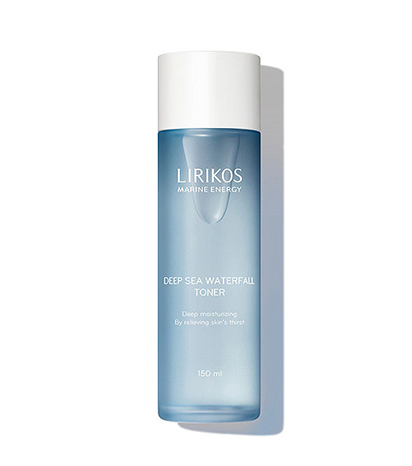 LIRIKOS
MARINE ENERGY
DEEP SEA WATERFALL
TONER
Deep moisturizing
By relieving skin's thirst
150 ml